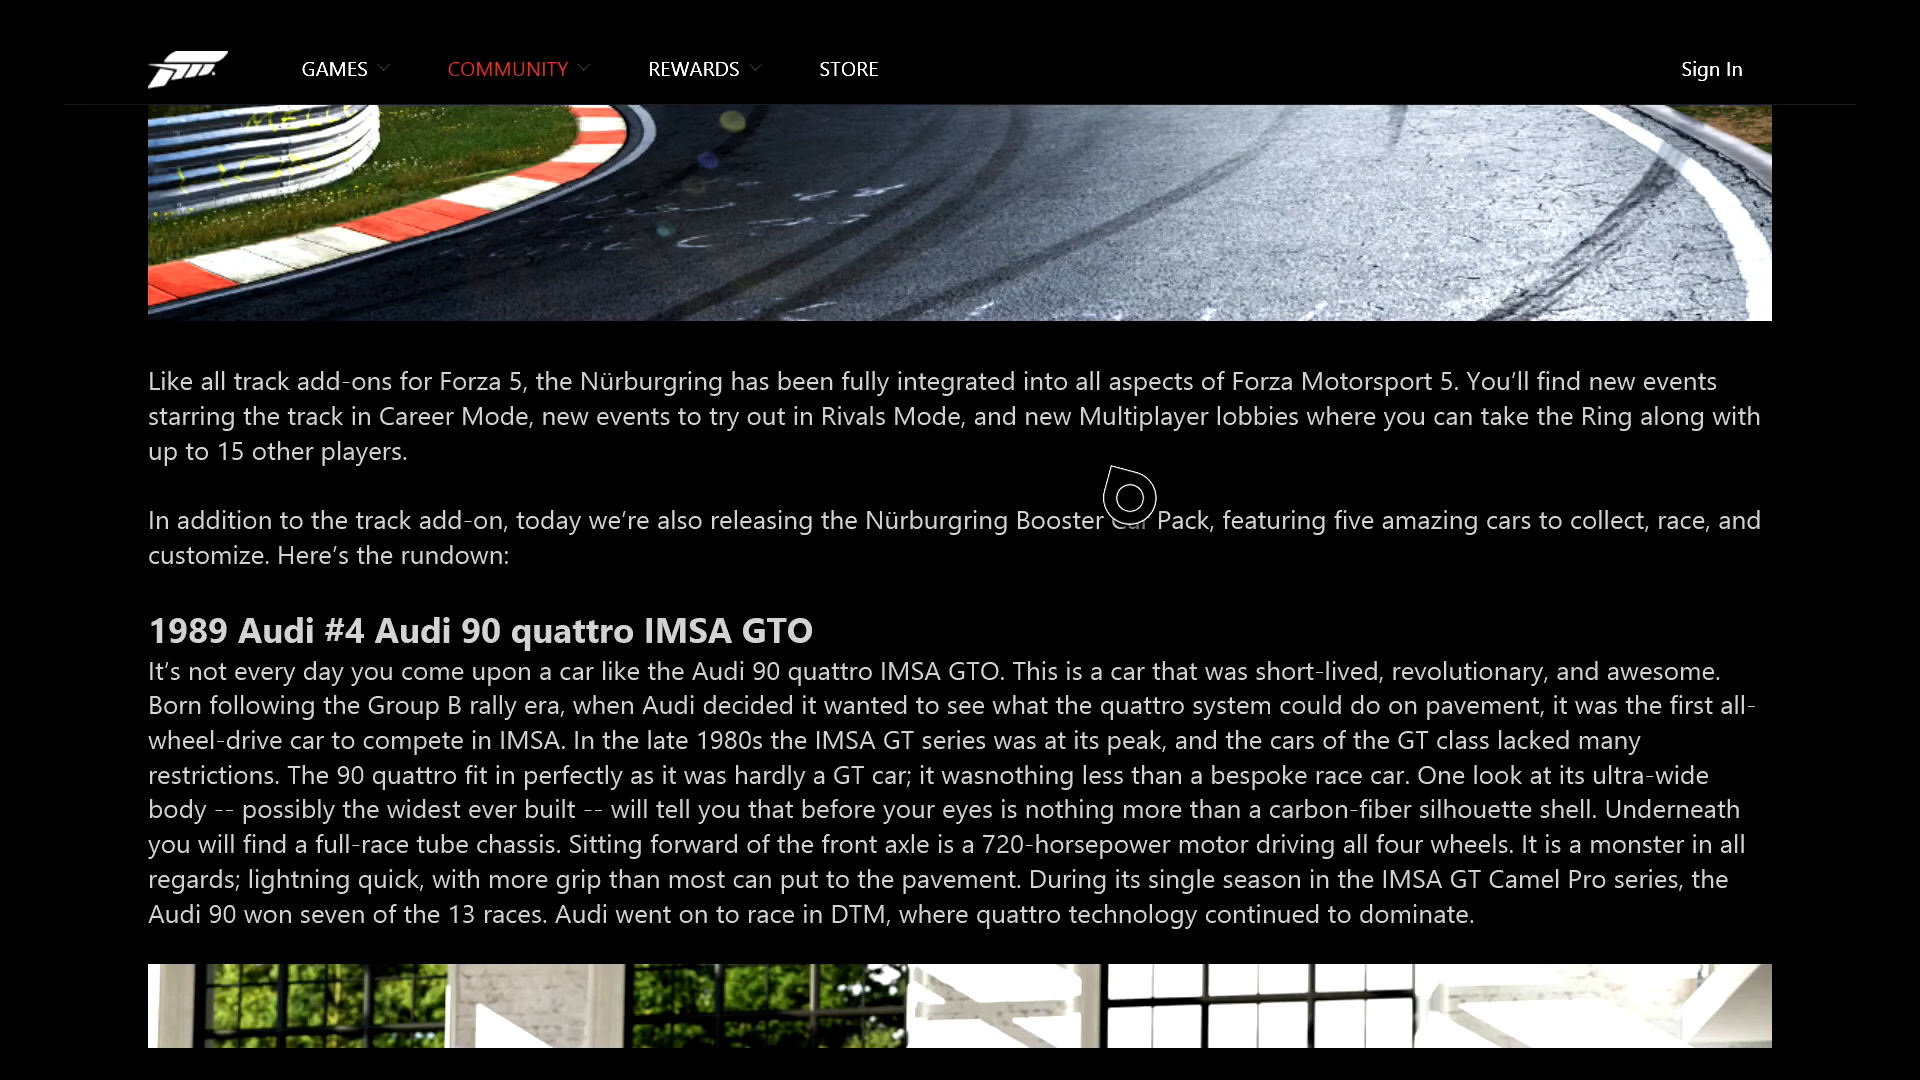 GAMES
COMMUNITY
REWARDS
STORE
Sign In
Like all track add-ons for Forza 5, the Nürburgring has been fully integrated into all aspects of Forza Motorsport 5. You’ll find new events
starring the track in Career Mode, new events to try out in Rivals Mode, and new Multiplayer lobbies where you can take the Ring along with
up to 15 other players.
In addition to the track add-on, today we’re also releasing the Nürburgring Booster Car Pack, featuring five amazing cars to collect, race, and
customize. Here’s the rundown:
1989 Audi #4 Audi 90 quattro IMSA GTO
It’s not every day you come upon a car like the Audi 90 quattro IMSA GTO. This is a car that was short-lived, revolutionary, and awesome.
Born following the Group B rally era, when Audi decided it wanted to see what the quattro system could do on pavement, it was the first all-
wheel-drive car to compete in IMSA. In the late 1980s the IMSA GT series was at its peak, and the cars of the GT class lacked many
restrictions. The 90 quattro fit in perfectly as it was hardly a GT car; it wasnothing less than a bespoke race car. One look at its ultra-wide
body -- possibly the widest ever built -- will tell you that before your eyes is nothing more than a carbon-fiber silhouette shell. Underneath
you will find a full-race tube chassis. Sitting forward of the front axle is a 720-horsepower motor driving all four wheels. It is a monster in all
regards; lightning quick, with more grip than most can put to the pavement. During its single season in the IMSA GT Camel Pro series, the
Audi 90 won seven of the 13 races. Audi went on to race in DTM, where quattro technology continued to dominate.